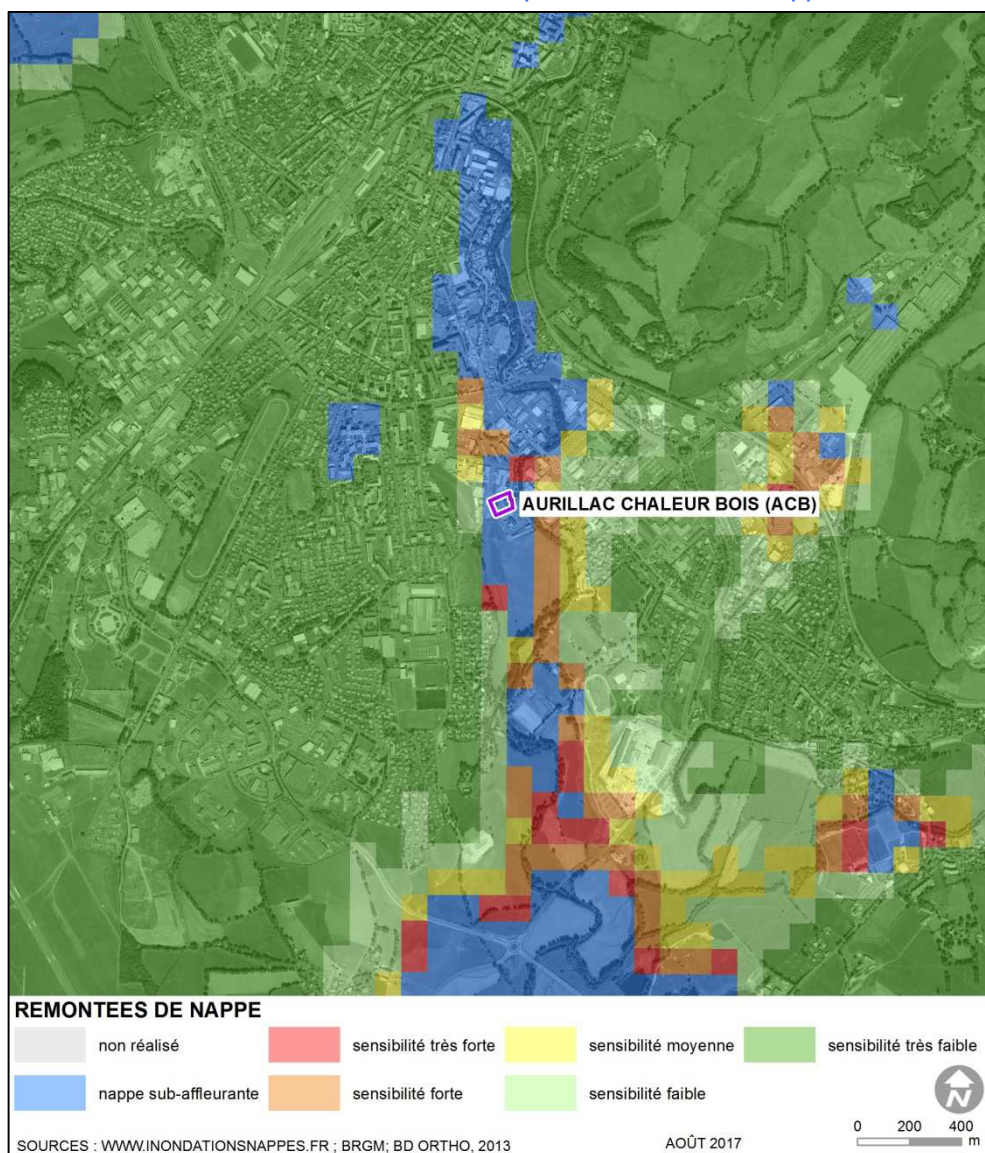 AURILLAC CHALEUR BOIS (ACB)
REMONTEES DE NAPPE
non réalisé
sensibilité très forte
sensibilité moyenne
sensibilité très faible
nappe sub-affleurante
sensibilité forte
sensibilité faible
N
0 200 400
m
SOURCES : WWW.INONDATIONSNAPPES.FR ; BRGM; BD ORTHO, 2013
AOÛT 2017